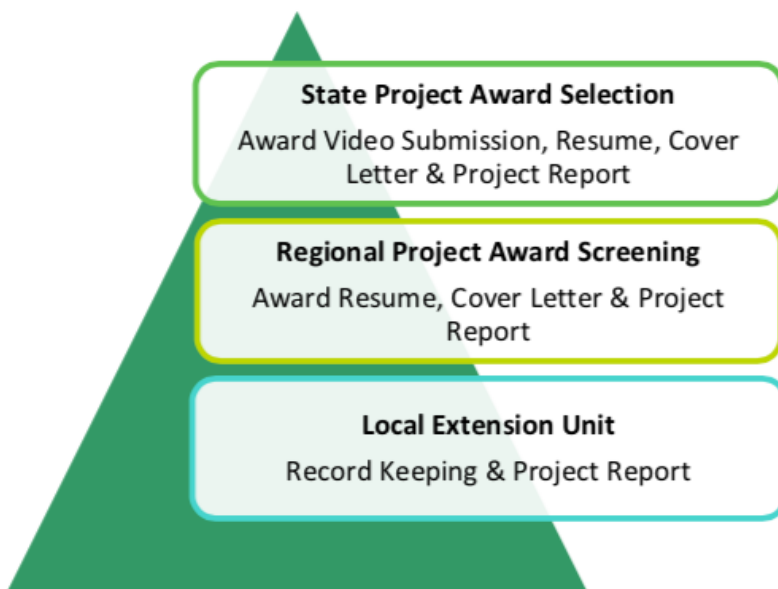 State Project Award Selection
Award Video Submission, Resume, Cover
Letter & Project Report
Regional Project Award Screening
Award Resume, Cover Letter & Project
Report
Local Extension Unit
Record Keeping & Project Report